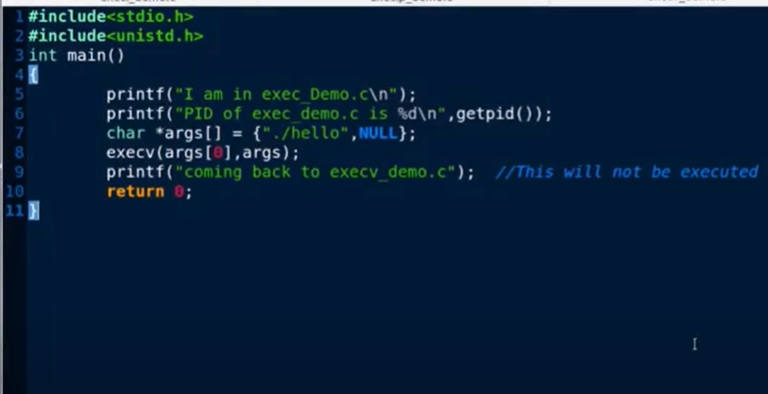 1 #include<stdio.h>
2 #include<unistd.h>
3 int main()
4 {
5 printf("I am in exec_Demo.c\n");
6 printf("PID of exec_demo.c is %d\n",getpid());
7 char *args[] = {"./hello",NULL};
8 execv(args[0],args);
9 printf("coming back to execv_demo.c"); //This will not be executed
10 return 0;
11 }